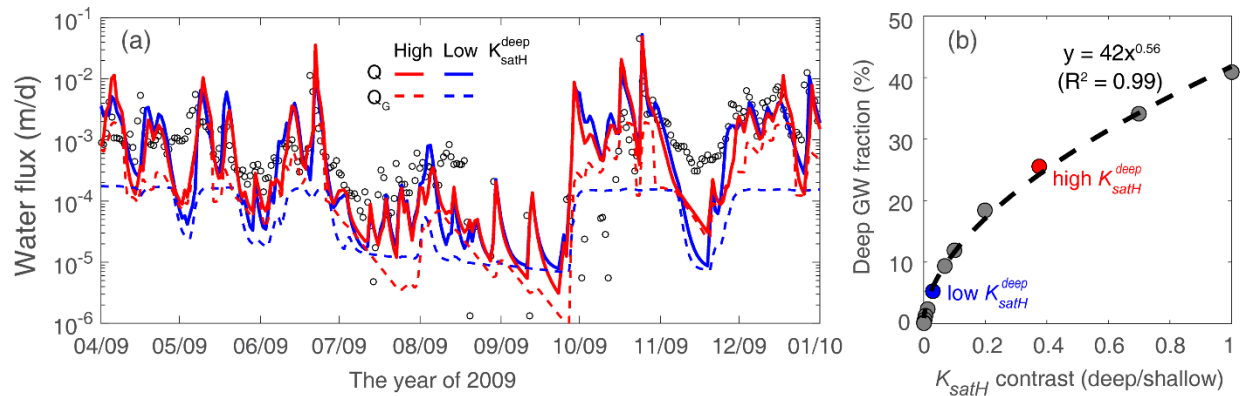 (a)
High Low K_satH^deep
Q
Q_G
Water flux (m/d)
10^-1
10^-2
10^-3
10^-4
10^-5
10^-6
04/09 05/09 06/09 07/09 08/09 09/09 10/09 11/09 12/09 01/10
The year of 2009
(b)
y = 42x^0.56
(R^2 = 0.99)
high K_satH^deep
low K_satH^deep
Deep GW fraction (%)
50
40
30
20
10
0
0 0.2 0.4 0.6 0.8 1
K_satH contrast (deep/shallow)